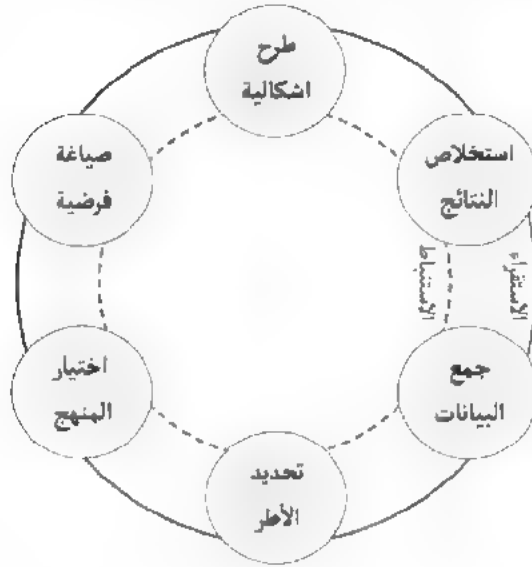 طرح
اشكالية
صياغة
فرضية
اختيار
المنهج
تحديد
الأطر
جمع
البيانات
استخلاص
النتائج
الاستنباط
الاستقراء